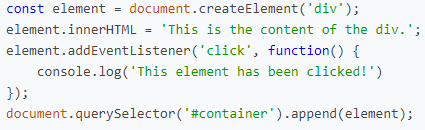 const element = document.createElement('div');
element.innerHTML = 'This is the content of the div.';
element.addEventListener('click', function() {
    console.log('This element has been clicked!')
});
document.querySelector('#container').append(element);